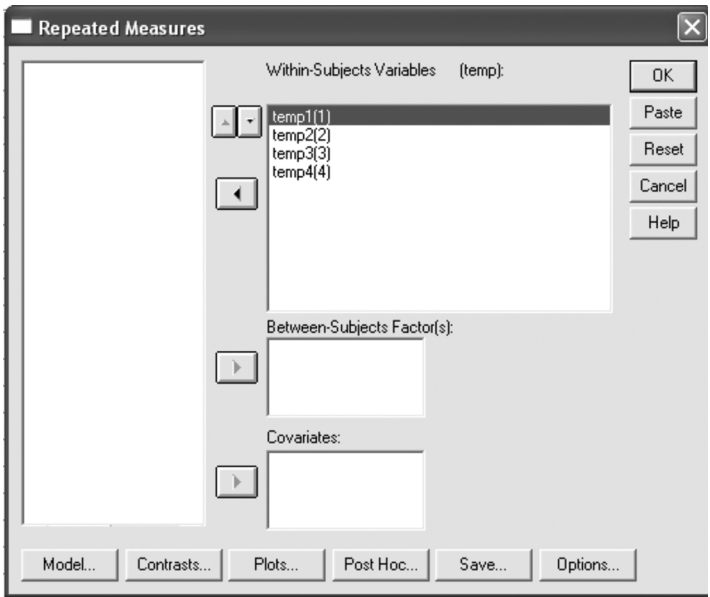 Repeated Measures
Within-Subjects Variables (temp):
temp1(1)
temp2(2)
temp3(3)
temp4(4)
OK
Paste
Reset
Cancel
Help
Between-Subjects Factor(s):
Covariates:
Model...
Contrasts...
Plots...
Post Hoc...
Save...
Options...